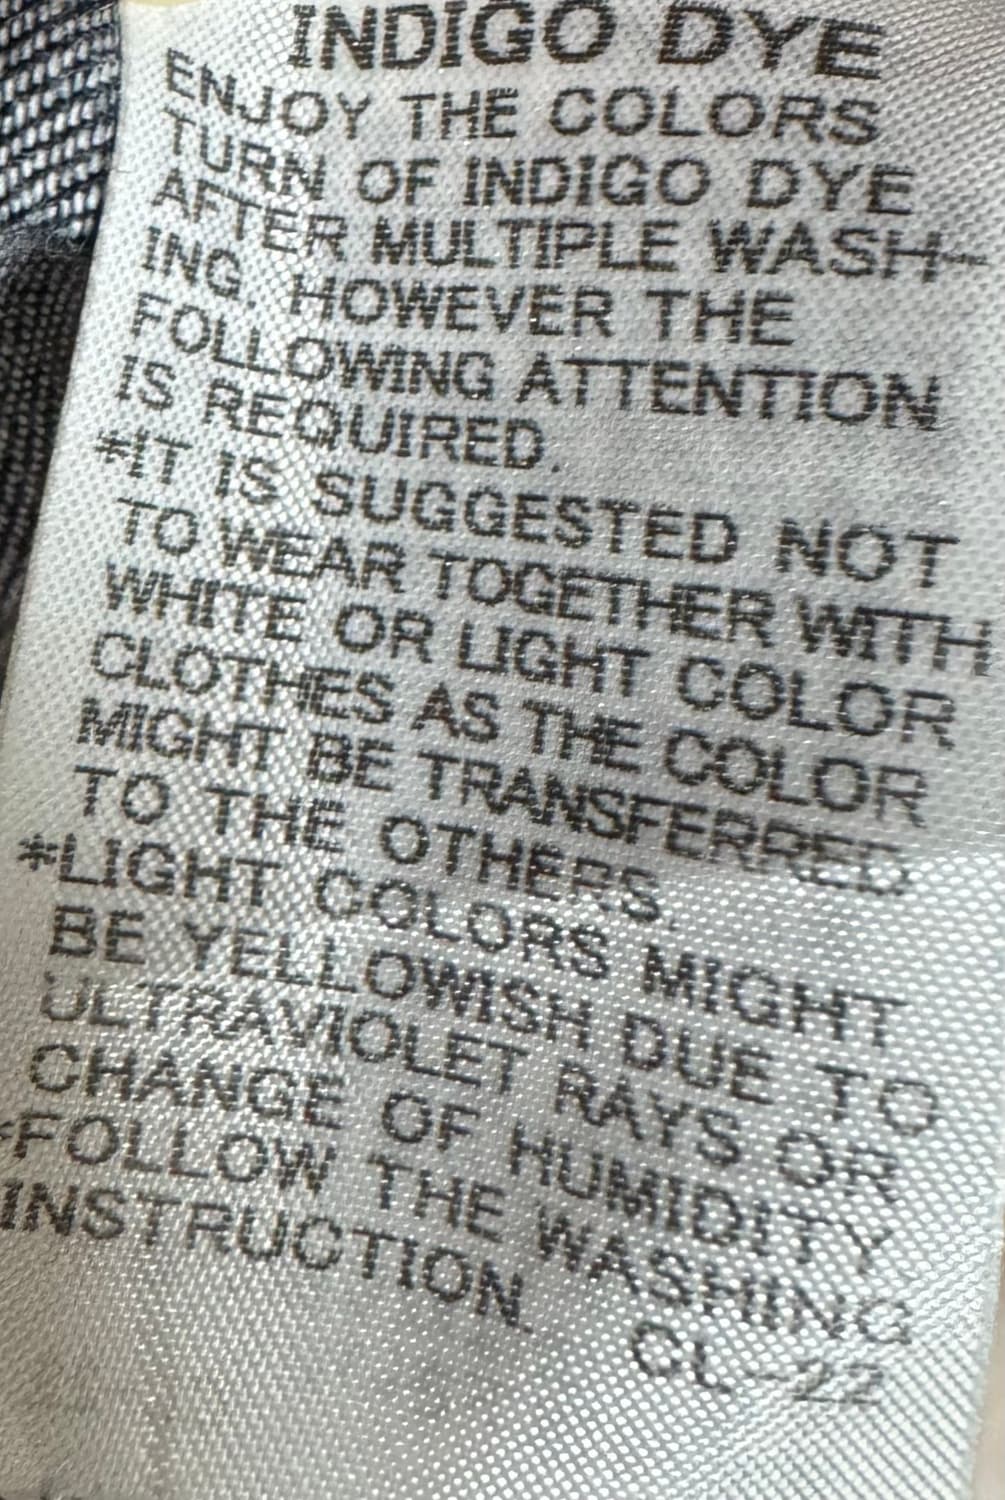 INDIGO DYE
ENJOY THE COLORS
TURN OF INDIGO DYE
AFTER MULTIPLE WASH-
ING. HOWEVER THE
FOLLOWING ATTENTION
IS REQUIRED.
*IT IS SUGGESTED NOT
TO WEAR TOGETHER WITH
WHITE OR LIGHT COLOR
CLOTHES AS THE COLOR
MIGHT BE TRANSFERRED
TO THE OTHERS.
*LIGHT COLORS MIGHT
BE YELLOWISH DUE TO
ULTRAVIOLET RAYS OR
CHANGE OF HUMIDITY
*FOLLOW THE WASHING
INSTRUCTION.
CL-22